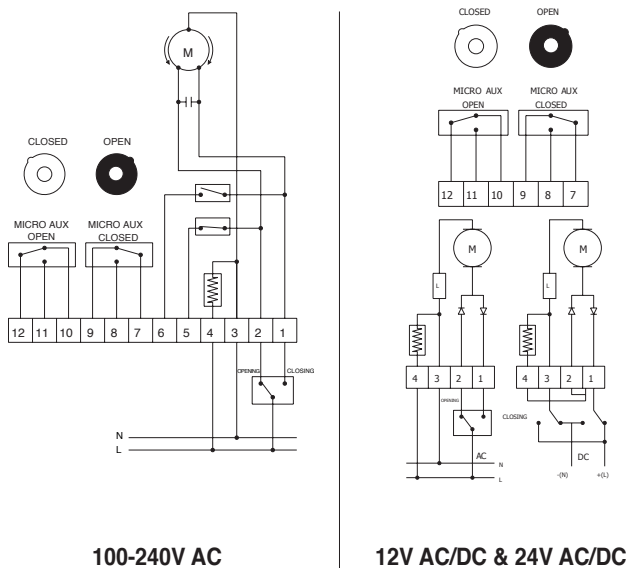 M
CLOSED OPEN
MICRO AUX OPEN
MICRO AUX CLOSED
12 11 10 9 8 7 6 5 4 3 2 1
OPENING CLOSING
N
L
100-240V AC
CLOSED OPEN
MICRO AUX OPEN
MICRO AUX CLOSED
12 11 10 9 8 7
M M
L L
4 3 2 1 4 3 2 1
OPENING
CLOSING
AC N
L
DC
-(N) +(L)
12V AC/DC & 24V AC/DC